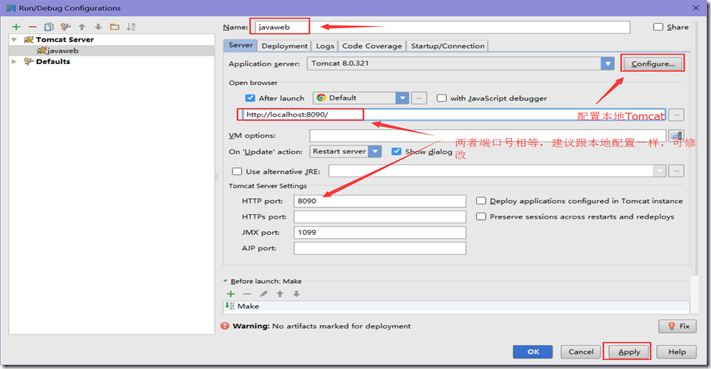 Run/Debug Configurations
Tomcat Server
javaweb
Defaults
Name: javaweb
Share
Server Deployment Logs Code Coverage Startup/Connection
Application server: Tomcat 8.0.321 Configure...
Open browser
After launch Default ... with JavaScript debugger
配置本地Tomcat
http://localhost:8090/ ...
VM options:
两者端口号相等，建议跟本地配置一样，可修
改
On 'Update' action: Restart server Show dialog
Use alternative JRE: ...
Tomcat Server Settings
HTTP port: 8090 Deploy applications configured in Tomcat instance
HTTPs port: Preserve sessions across restarts and redeploys
JMX port: 1099
AJP port:
Before launch: Make
Make
Warning: No artifacts marked for deployment Fix
OK Cancel Apply Help